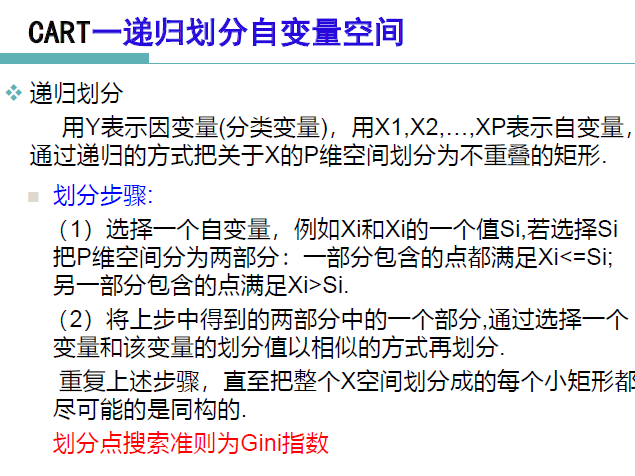 CART一递归划分自变量空间
递归划分
用Y表示因变量(分类变量)，用X1,X2,…,XP表示自变量，
通过递归的方式把关于X的P维空间划分为不重叠的矩形.
划分步骤:
（1）选择一个自变量，例如Xi和Xi的一个值Si,若选择Si
把P维空间分为两部分：一部分包含的点都满足Xi<=Si;
另一部分包含的点满足Xi>Si.
（2）将上步中得到的两部分中的一个部分,通过选择一个
变量和该变量的划分值以相似的方式再划分.
重复上述步骤，直至把整个X空间划分成的每个小矩形都
尽可能的是同构的.
划分点搜索准则为Gini指数